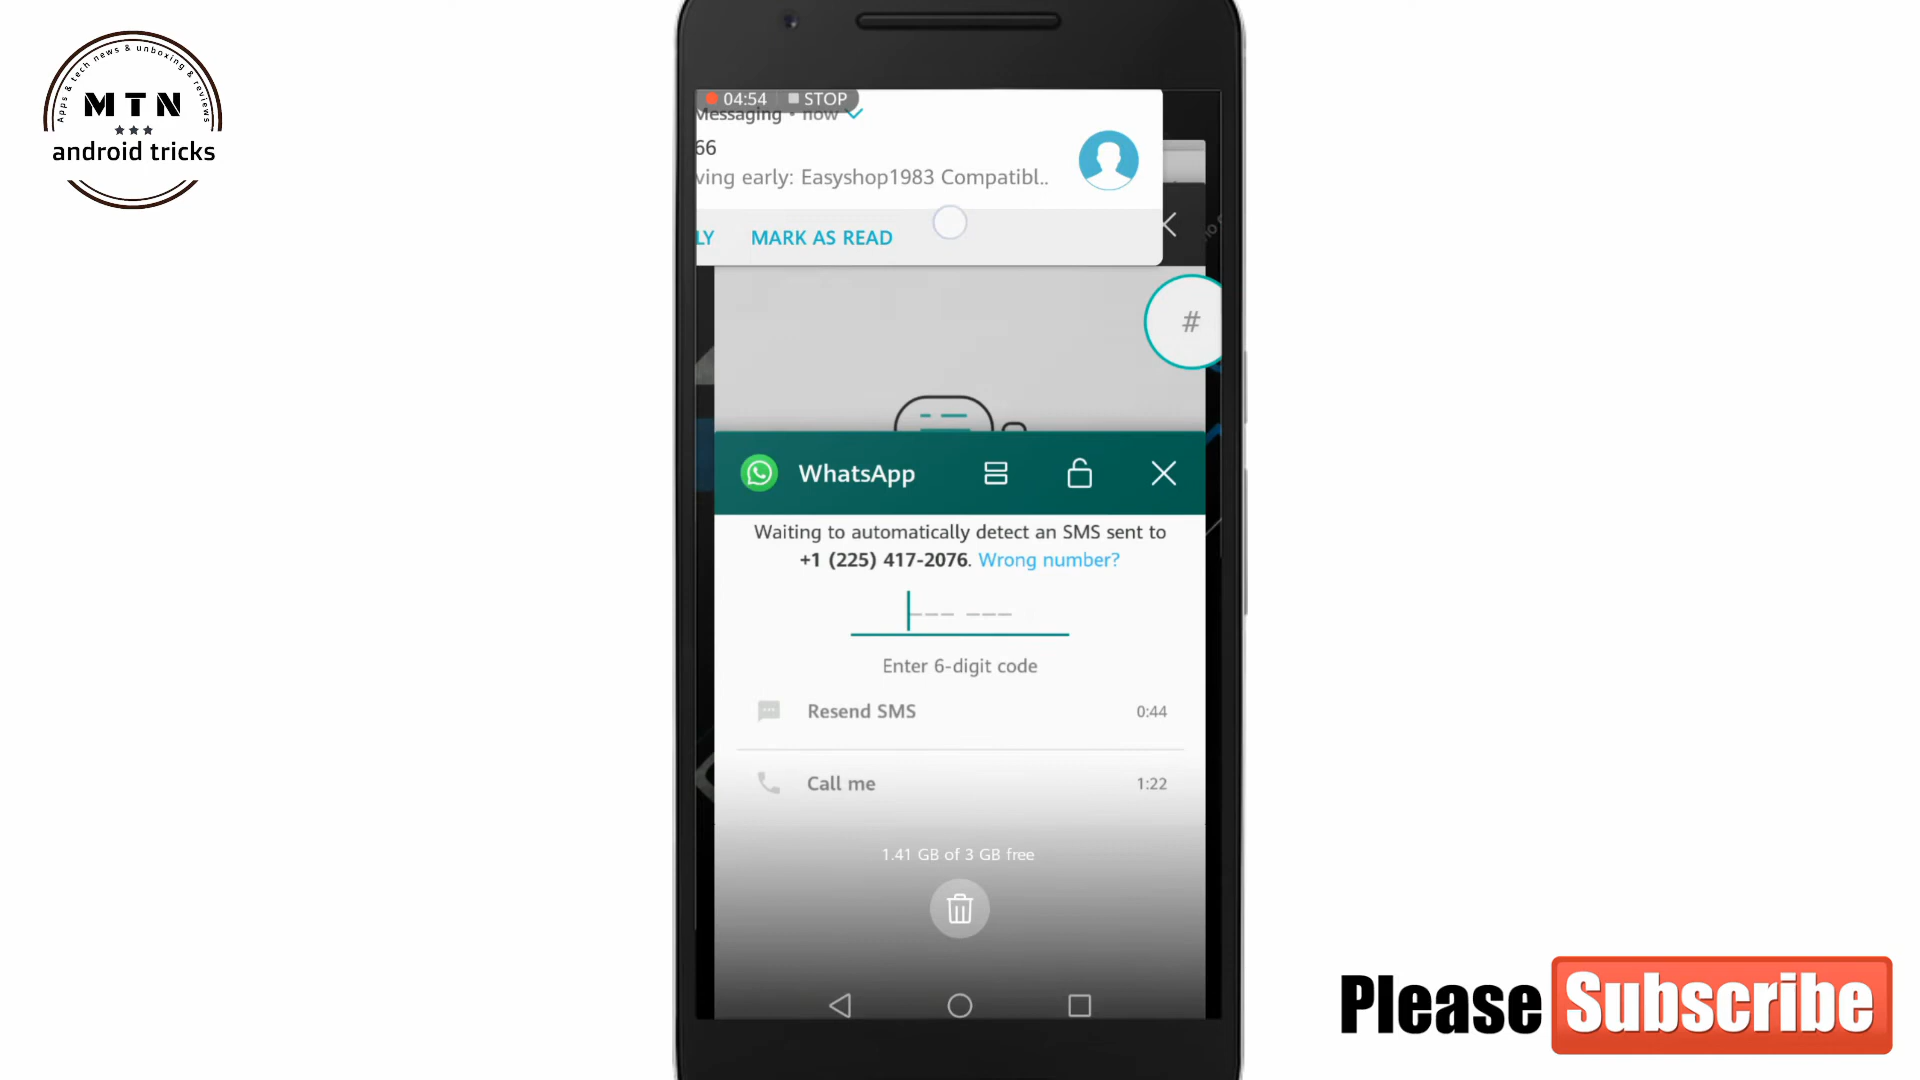 Apps & tech news & unboxing & reviews
MTN
android tricks
04:54 STOP
Messaging • now
66
ving early: Easyshop1983 Compatibl..
LY MARK AS READ
#
WhatsApp
Waiting to automatically detect an SMS sent to
+1 (225) 417-2076. Wrong number?
--- ---
Enter 6-digit code
Resend SMS 0:44
Call me 1:22
1.41 GB of 3 GB free
Please Subscribe